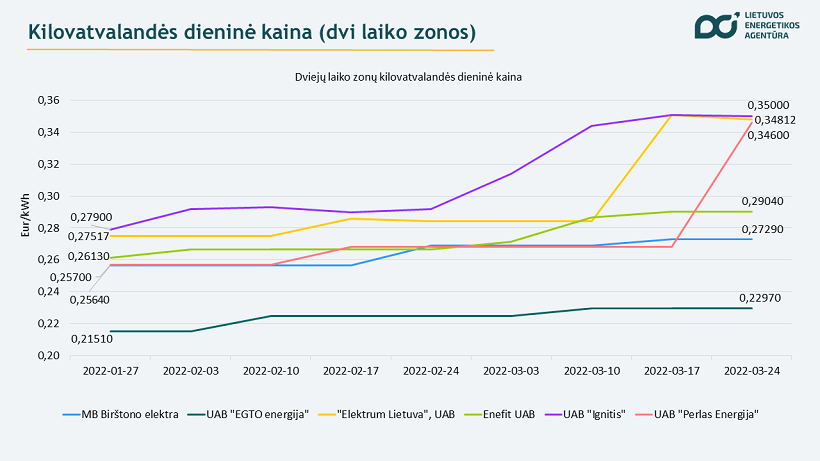 Kilovatvalandės dieninė kaina (dvi laiko zonos)
LIETUVOS
ENERGETIKOS
AGENTŪRA
Dviejų laiko zonų kilovatvalandės dieninė kaina
Eur/kWh
0,36
0,34
0,32
0,30
0,28
0,26
0,24
0,22
0,20
0,27900
0,27517
0,26130
0,25700
0,25640
0,21510
0,35000
0,34812
0,34600
0,29040
0,27290
0,22970
2022-01-27 2022-02-03 2022-02-10 2022-02-17 2022-02-24 2022-03-03 2022-03-10 2022-03-17 2022-03-24
MB Birštono elektra UAB "EGTO energija" "Elektrum Lietuva", UAB Enefit UAB UAB "Ignitis" UAB "Perlas Energija"